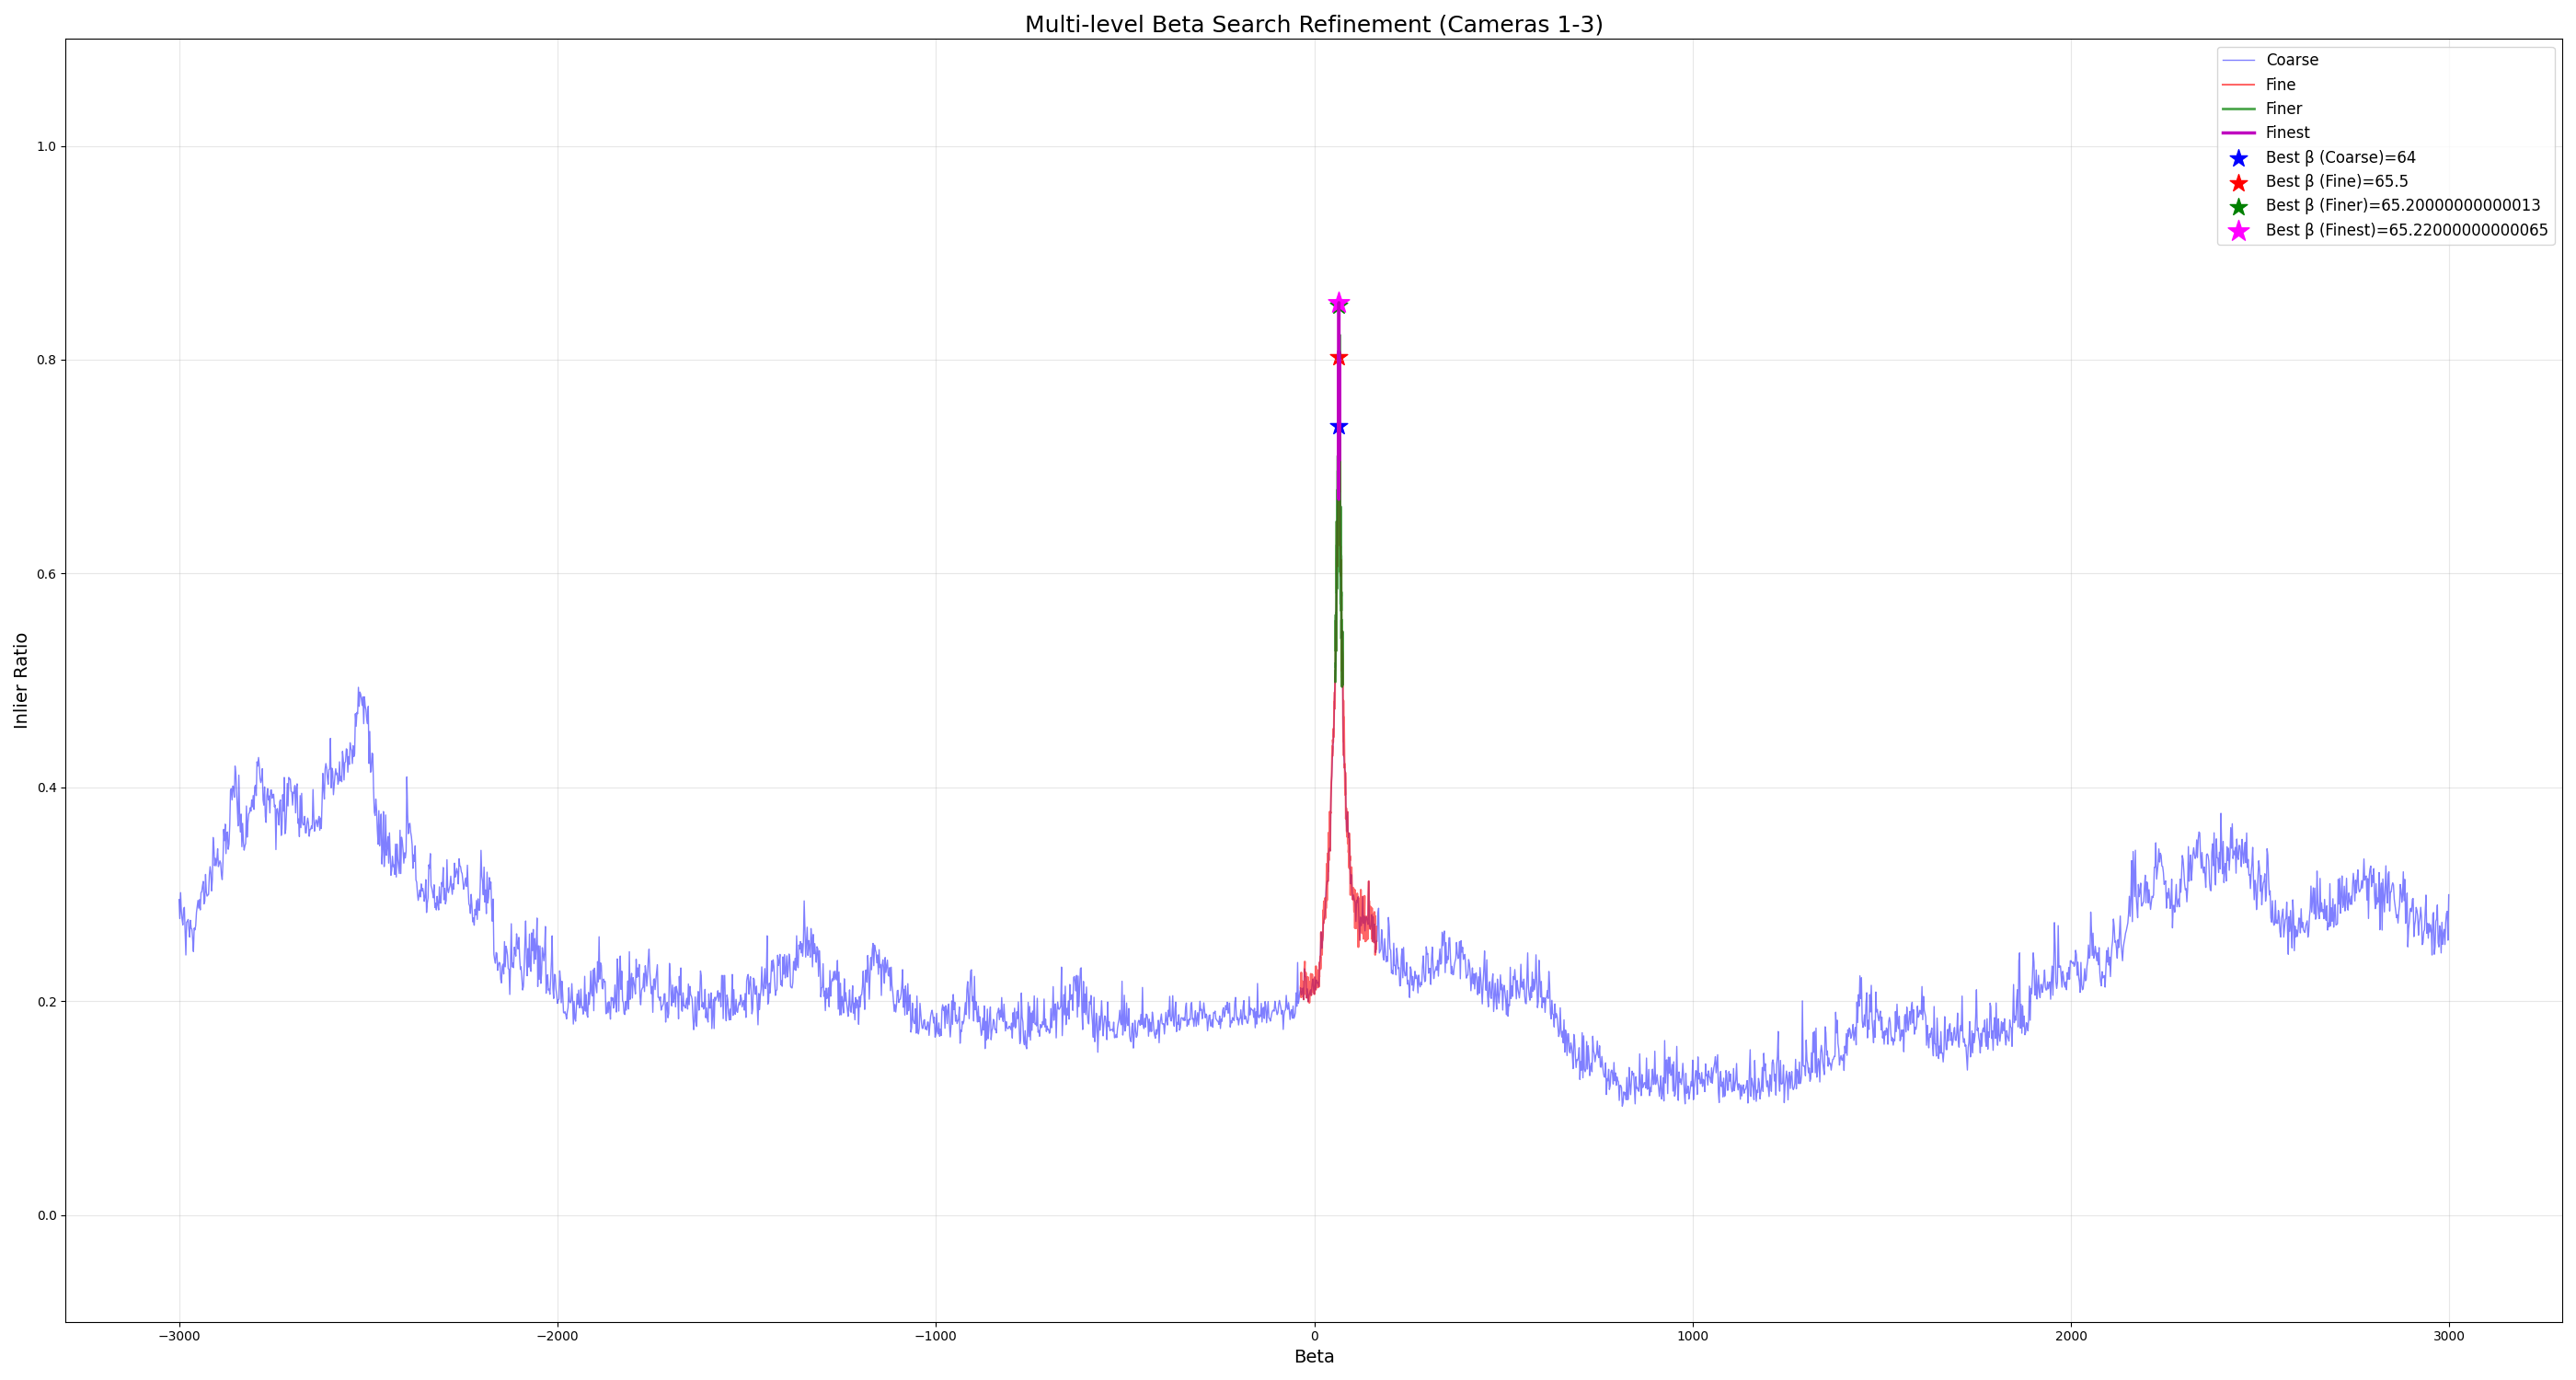 Multi-level Beta Search Refinement (Cameras 1-3)
Coarse
Fine
Finer
Finest
Best β (Coarse)=64
Best β (Fine)=65.5
Best β (Finer)=65.20000000000013
Best β (Finest)=65.22000000000065
1.0
0.8
0.6
0.4
0.2
0.0
Inlier Ratio
−3000
−2000
−1000
0
1000
2000
3000
Beta